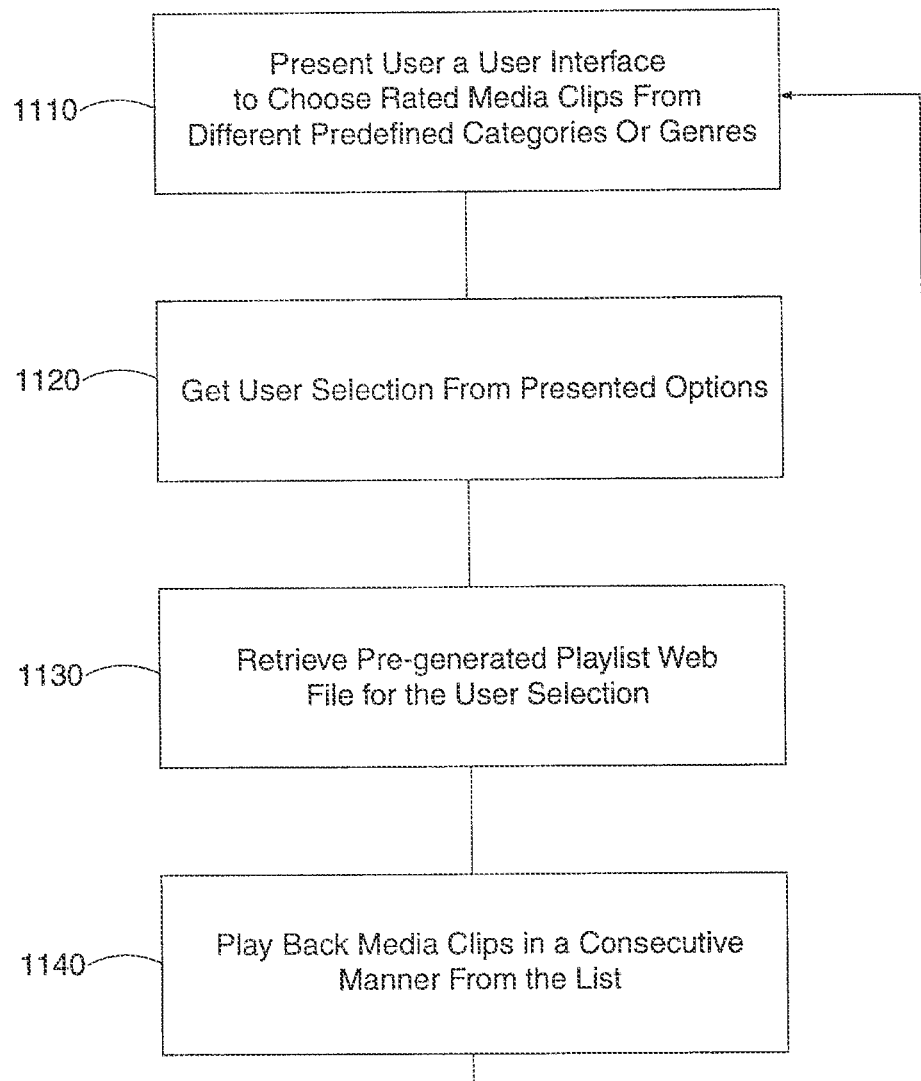 Present User a User Interface
to Choose Rated Media Clips From
Different Predefined Categories Or Genres
1110
Get User Selection From Presented Options
1120
Retrieve Pre-generated Playlist Web
File for the User Selection
1130
Play Back Media Clips in a Consecutive
Manner From the List
1140